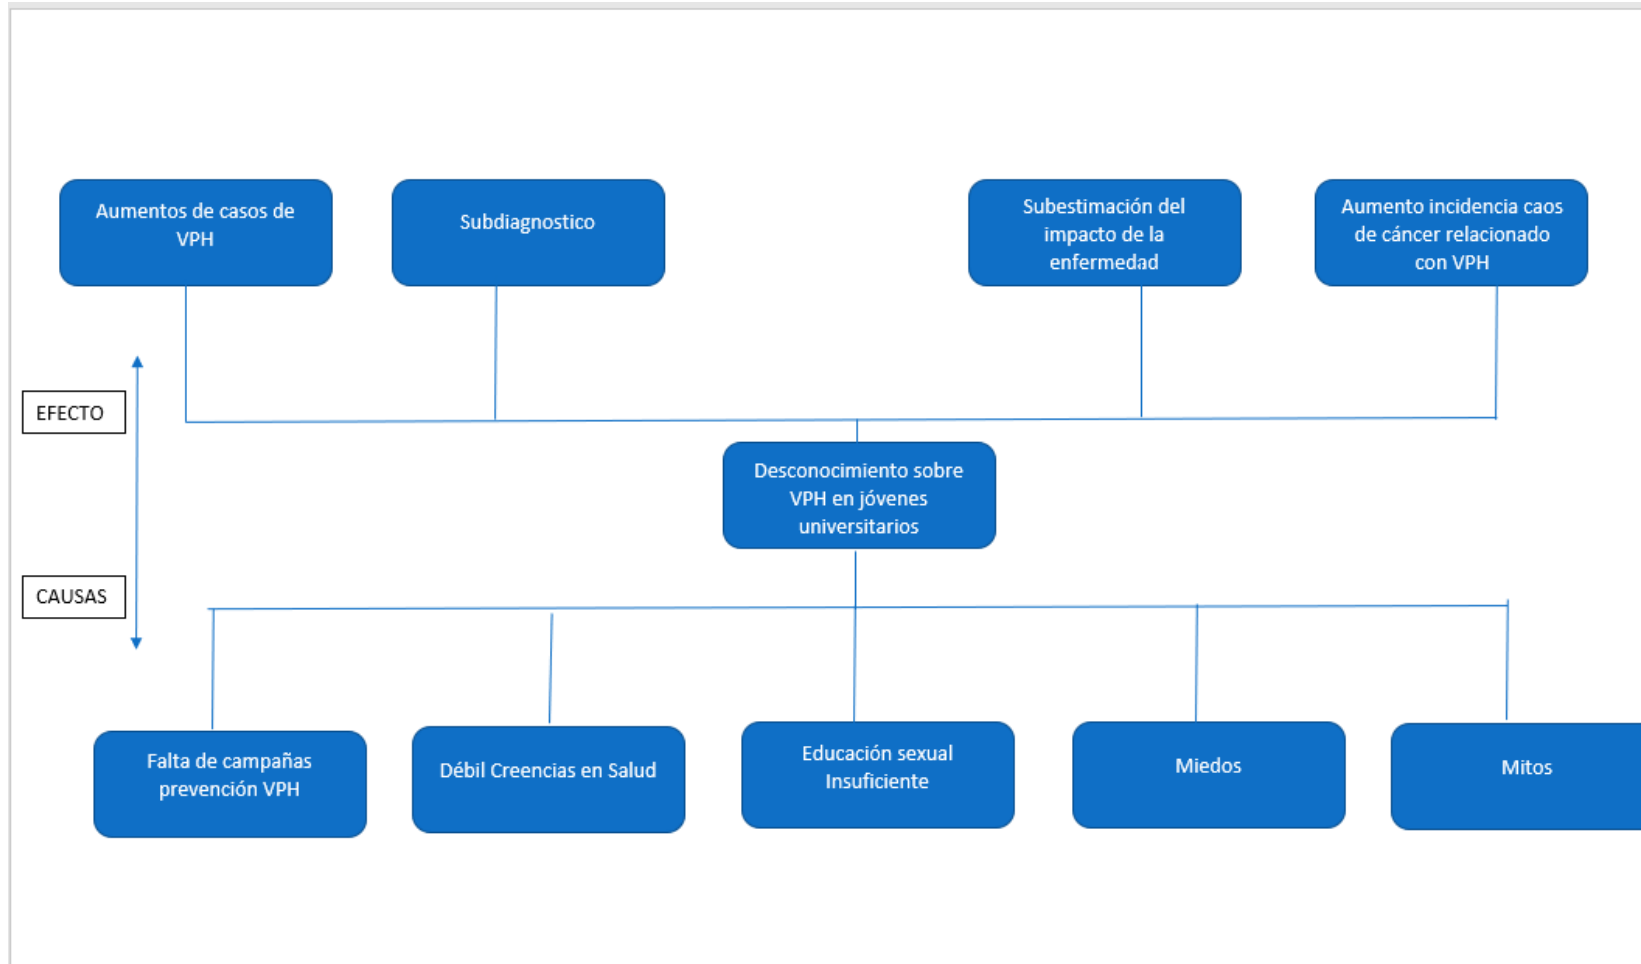 Aumentos de casos de
VPH
Subdiagnostico
Subestimación del
impacto de la
enfermedad
Aumento incidencia caos
de cáncer relacionado
con VPH
EFECTO
Desconocimiento sobre
VPH en jóvenes
universitarios
CAUSAS
Falta de campañas
prevención VPH
Débil Creencias en Salud
Educación sexual
Insuficiente
Miedos
Mitos